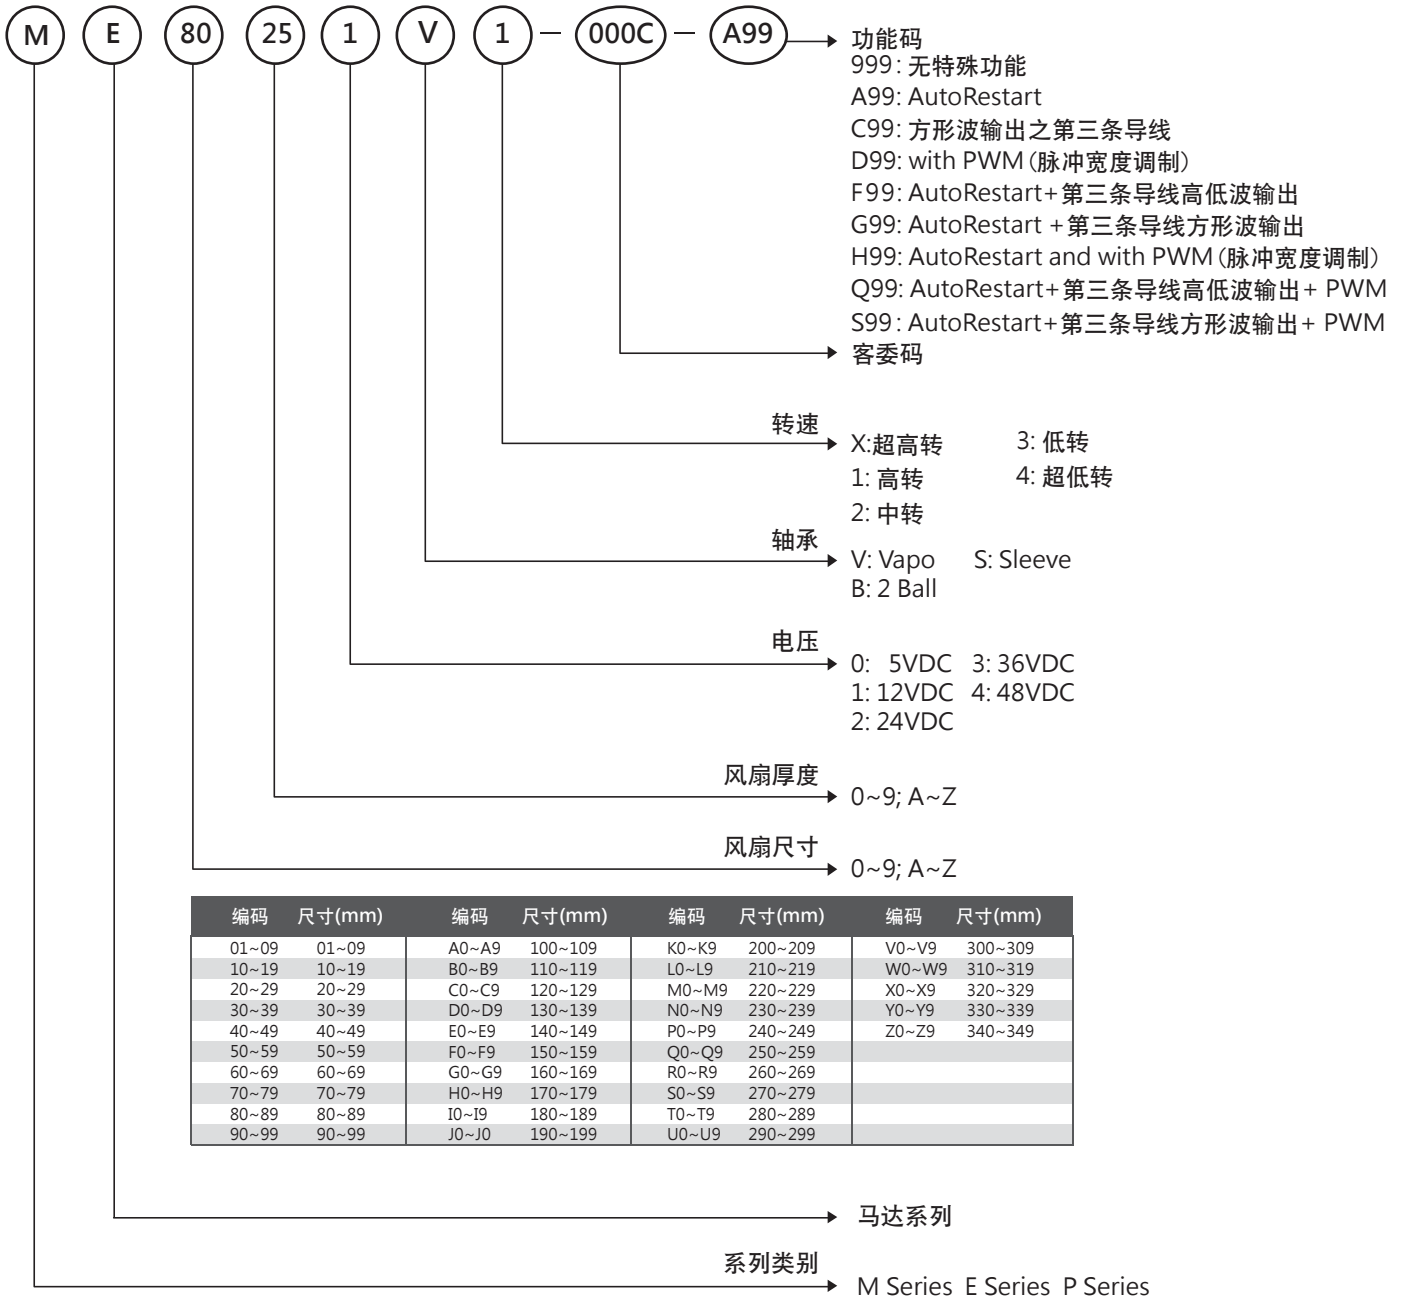 M E 80 25 1 V 1 — 000C — A99
功能码
999: 无特殊功能
A99: AutoRestart
C99: 方形波输出之第三条导线
D99: with PWM (脉冲宽度调制)
F99: AutoRestart+第三条导线高低波输出
G99: AutoRestart +第三条导线方形波输出
H99: AutoRestart and with PWM (脉冲宽度调制)
Q99: AutoRestart+第三条导线高低波输出+ PWM
S99: AutoRestart+第三条导线方形波输出+ PWM
客委码
转速
X:超高转 3: 低转
1: 高转 4: 超低转
2: 中转
轴承
V: Vapo S: Sleeve
B: 2 Ball
电压
0: 5VDC 3: 36VDC
1: 12VDC 4: 48VDC
2: 24VDC
风扇厚度
0~9; A~Z
风扇尺寸
0~9; A~Z
编码 尺寸(mm) 编码 尺寸(mm) 编码 尺寸(mm) 编码 尺寸(mm)
01~09 01~09 A0~A9 100~109 K0~K9 200~209 V0~V9 300~309
10~19 10~19 B0~B9 110~119 L0~L9 210~219 W0~W9 310~319
20~29 20~29 C0~C9 120~129 M0~M9 220~229 X0~X9 320~329
30~39 30~39 D0~D9 130~139 N0~N9 230~239 Y0~Y9 330~339
40~49 40~49 E0~E9 140~149 P0~P9 240~249 Z0~Z9 340~349
50~59 50~59 F0~F9 150~159 Q0~Q9 250~259
60~69 60~69 G0~G9 160~169 R0~R9 260~269
70~79 70~79 H0~H9 170~179 S0~S9 270~279
80~89 80~89 I0~I9 180~189 T0~T9 280~289
90~99 90~99 J0~J0 190~199 U0~U9 290~299
马达系列
系列类别
M Series E Series P Series